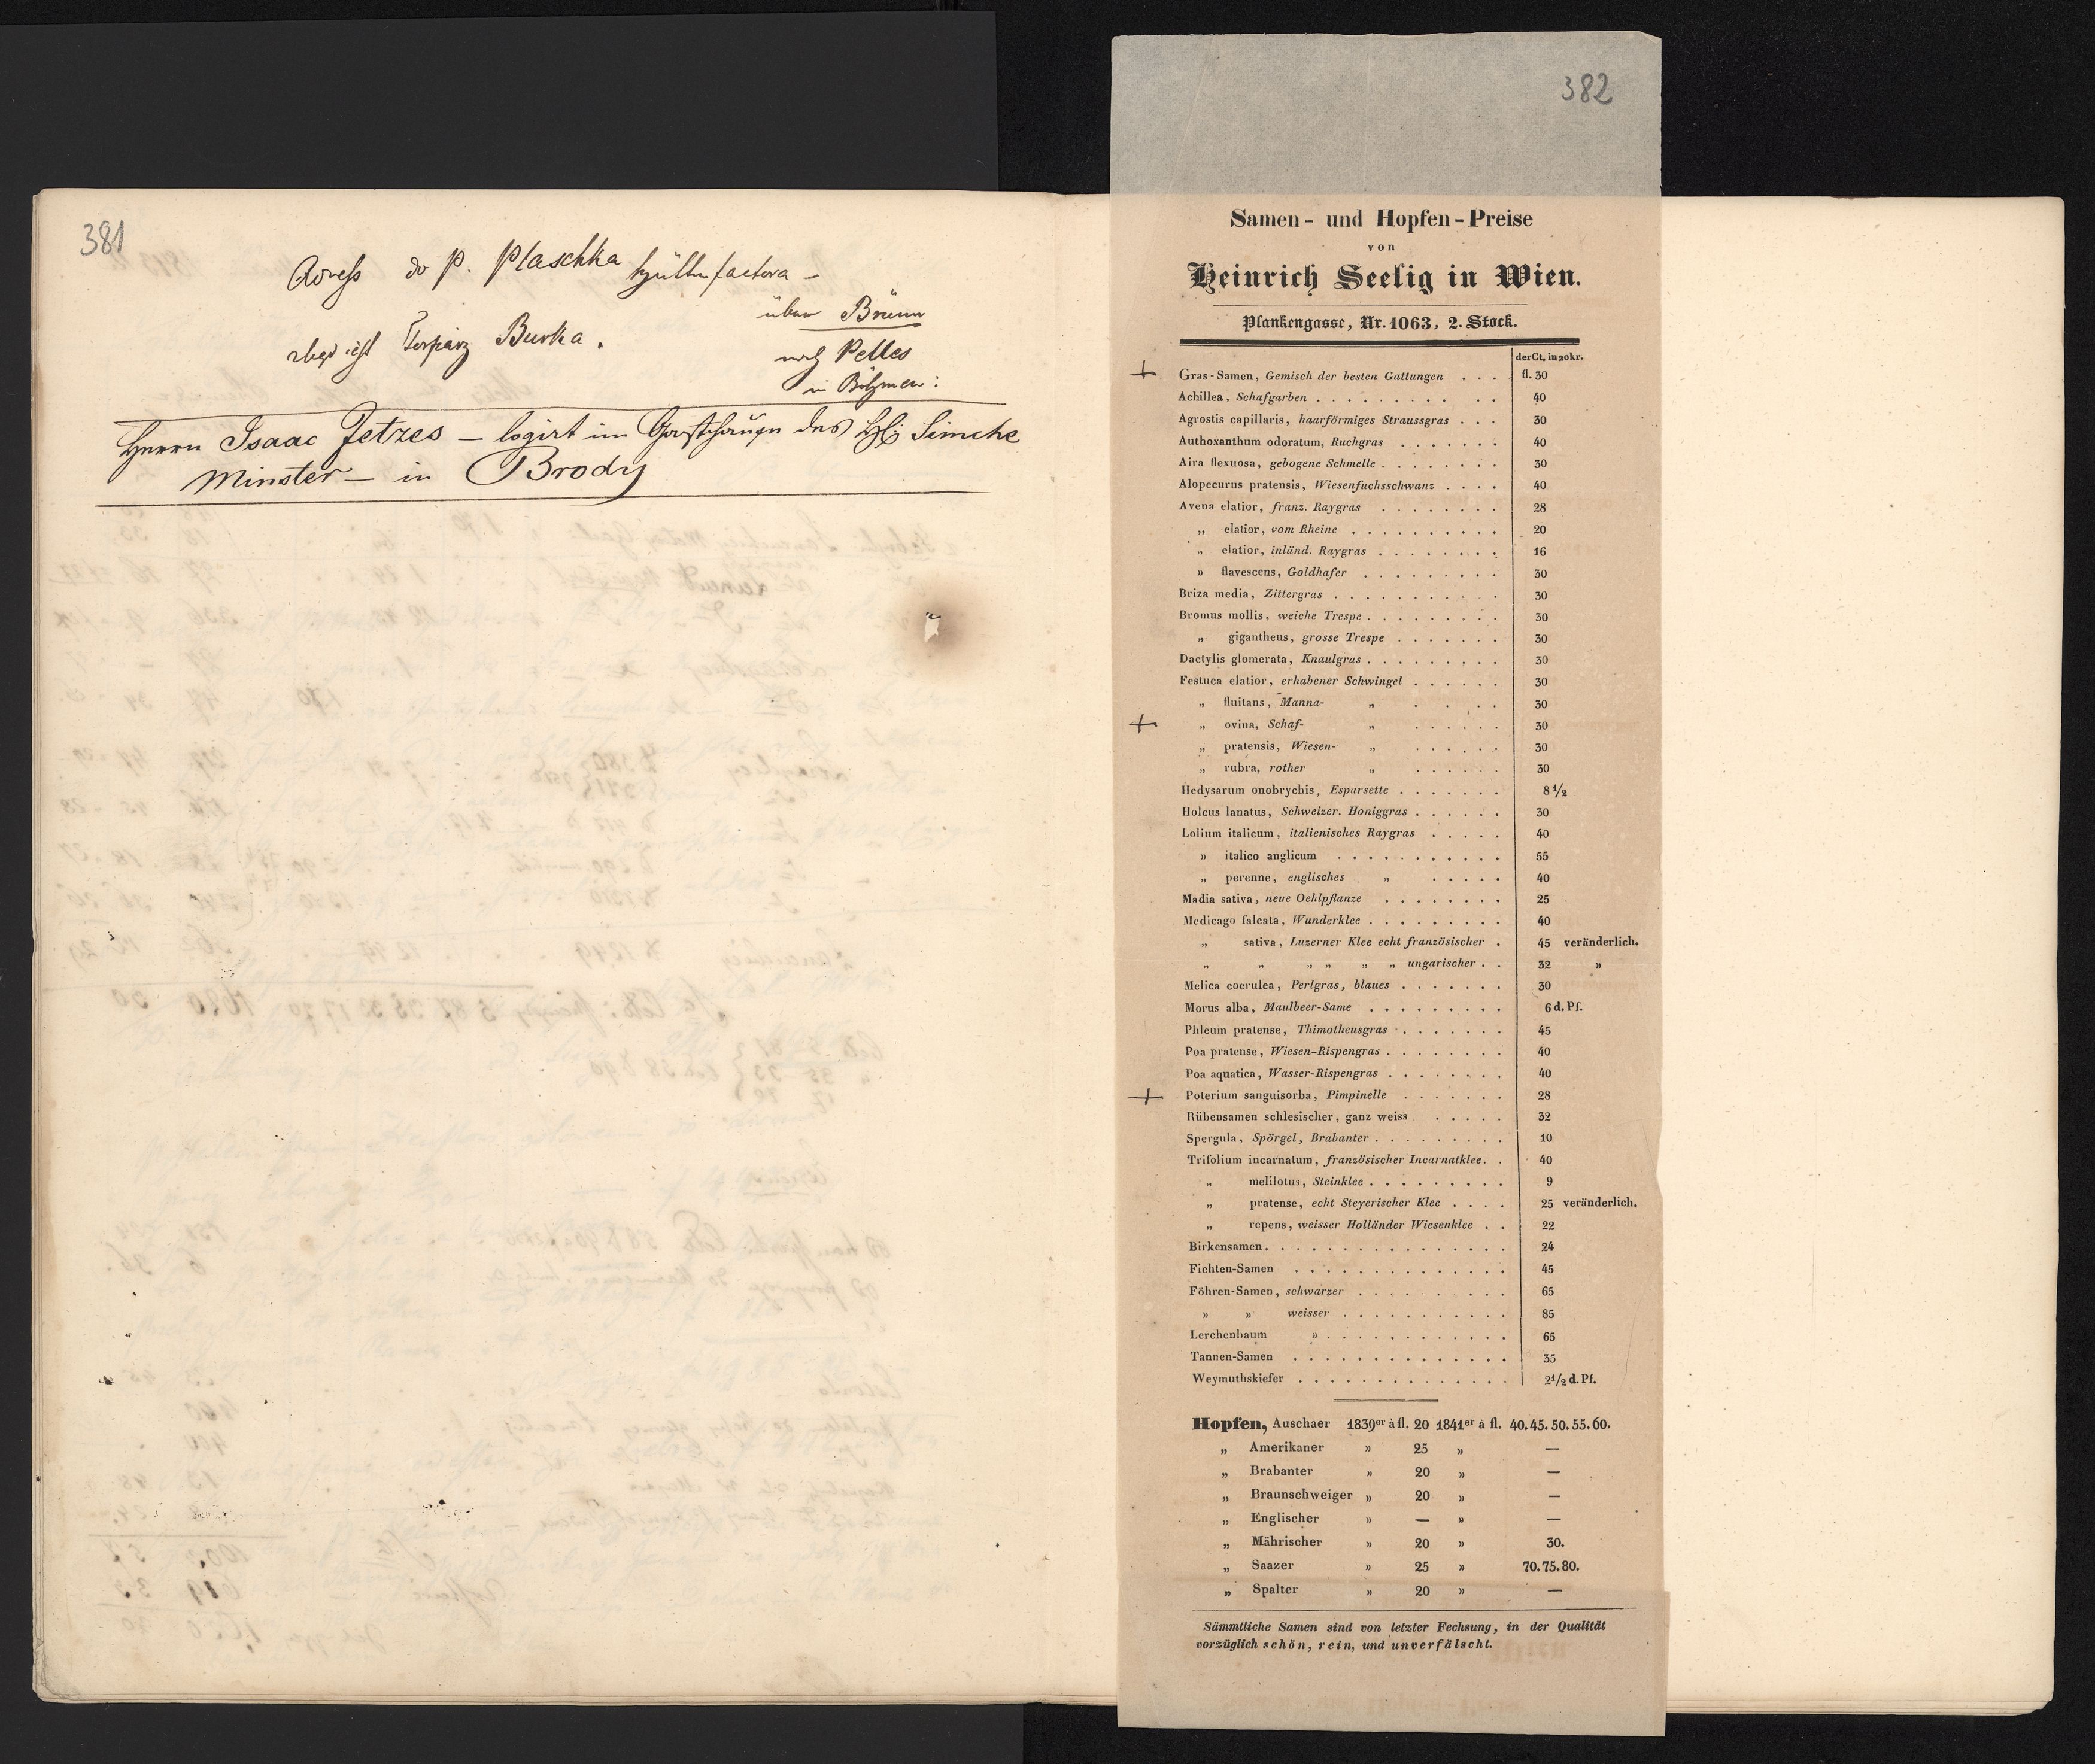 381
Adress do P. Plaschka
über Brünn
Burka.
nach Pelles
in Böhmen:
Herrn Isaac Jetzes — logirt im Gasthause des H: Simche
Minster — in Brody
382
Samen- und Hopfen-Preise
von
Heinrich Seelig in Wien.
Plankengasse, Nr. 1063, 2. Stock.
der Ct. in 20kr.
+ Gras-Samen, Gemisch der besten Gattungen . . . fl. 30
Achillea, Schafgarben . . . . . . . . . . . 40
Agrostis capillaris, haarförmiges Straussgras . . . 30
Authoxanthum odoratum, Ruchgras . . . . . . . 40
Aira flexuosa, gebogene Schmelle . . . . . . . . 30
Alopecurus pratensis, Wiesenfuchsschwanz . . . . 40
Avena elatior, franz. Raygras . . . . . . . . 28
„ elatior, vom Rheine . . . . . . . . . . 20
„ elatior, inländ. Raygras . . . . . . . . 16
» flavescens, Goldhafer . . . . . . . . . 30
Briza media, Zittergras . . . . . . . . . . . 30
Bromus mollis, weiche Trespe . . . . . . . . . 30
„ gigantheus, grosse Trespe . . . . . . . 30
Dactylis glomerata, Knaulgras . . . . . . . . . 30
Festuca elatior, erhabener Schwingel . . . . . . 30
„ fluitans, Manna- „ . . . . 30
+ „ ovina, Schaf- „ . . . . . . 30
„ pratensis, Wiesen- „ . . . . . . 30
„ rubra, rother „ . . . . . . 30
Hedysarum onobrychis, Esparsette . . . . . . . 8 1/2
Holcus lanatus, Schweizer. Honiggras . . . . . . 30
Lolium italicum, italienisches Raygras . . . . . 40
» italico anglicum . . . . . . . . . . . 55
„ perenne, englisches „ . . . . . 40
Madia sativa, neue Oehlpflanze . . . . . . . . 25
Medicago falcata, Wunderklee . . . . . . . . . 40
„ sativa, Luzerner Klee echt französischer . 45 veränderlich.
„ „ „ „ „ „ ungarischer . . 32 »
Melica coerulea, Perlgras, blaues . . . . . . . 30
Morus alba, Maulbeer-Same . . . . . . . . . 6 d. Pf.
Phleum pratense, Thimotheusgras . . . . . . . 45
Poa pratense, Wiesen-Rispengras . . . . . . . . 40
Poa aquatica, Wasser-Rispengras . . . . . . . . 40
+ Poterium sanguisorba, Pimpinelle . . . . . . . 28
Rübensamen schlesischer, ganz weiss . . . . . 32
Spergula, Spörgel, Brabanter . . . . . . . . . 10
Trifolium incarnatum, französischer Incarnatklee . . 40
„ melilotus, Steinklee . . . . . . . . . 9
„ pratense, echt Steyerischer Klee . . . . 25 veränderlich.
„ repens, weisser Holländer Wiesenklee . . 22
Birkensamen . . . . . . . . . . . . . . . . 24
Fichten-Samen . . . . . . . . . . . . . . 45
Föhren-Samen, schwarzer . . . . . . . . . . 65
» » weisser . . . . . . . . . . . 85
Lerchenbaum » . . . . . . . . . . . . 65
Tannen-Samen . . . . . . . . . . . . . . 35
Weymuthskiefer . . . . . . . . . . . . . . 2 1/2 d. Pf.
Hopfen, Auschaer 1839er à fl. 20 1841er à fl. 40. 45. 50. 55. 60.
„ Amerikaner » 25 » —
„ Brabanter » 20 » —
„ Braunschweiger » 20 » —
„ Englischer » — » —
„ Mährischer » 20 » 30.
„ Saazer » 25 » 70. 75. 80.
„ Spalter » 20 » —
Sämmtliche Samen sind von letzter Fechsung, in der Qualität
vorzüglich schön, rein, und unverfälscht.